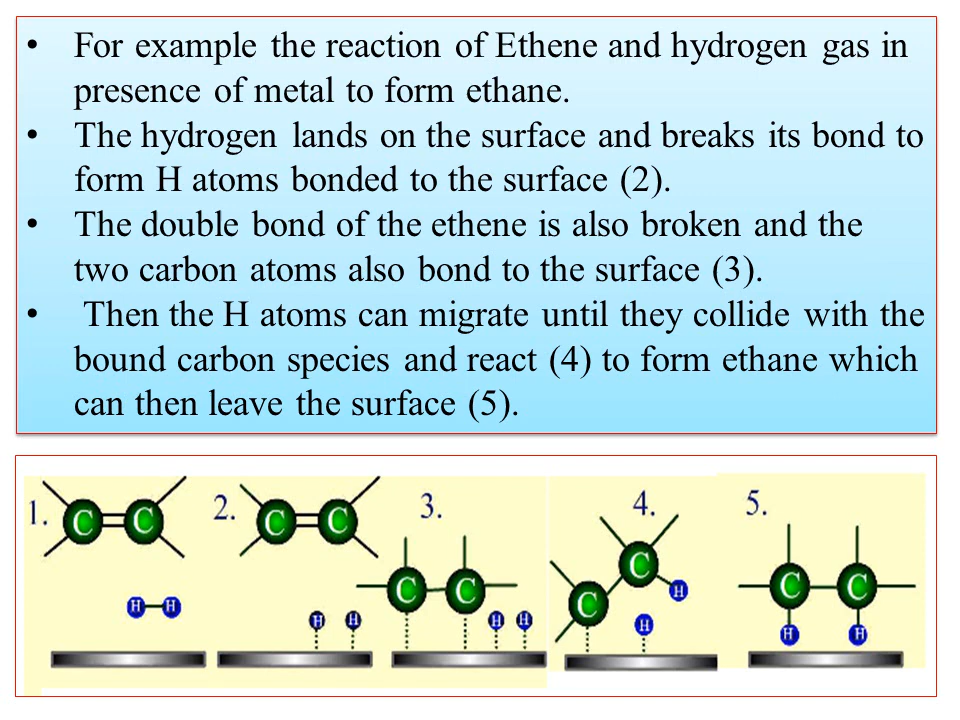 • For example the reaction of Ethene and hydrogen gas in
presence of metal to form ethane.
• The hydrogen lands on the surface and breaks its bond to
form H atoms bonded to the surface (2).
• The double bond of the ethene is also broken and the
two carbon atoms also bond to the surface (3).
• Then the H atoms can migrate until they collide with the
bound carbon species and react (4) to form ethane which
can then leave the surface (5).
1. 2. 3. 4. 5.
C C C C C C C C C C
H H H H H H H H H H